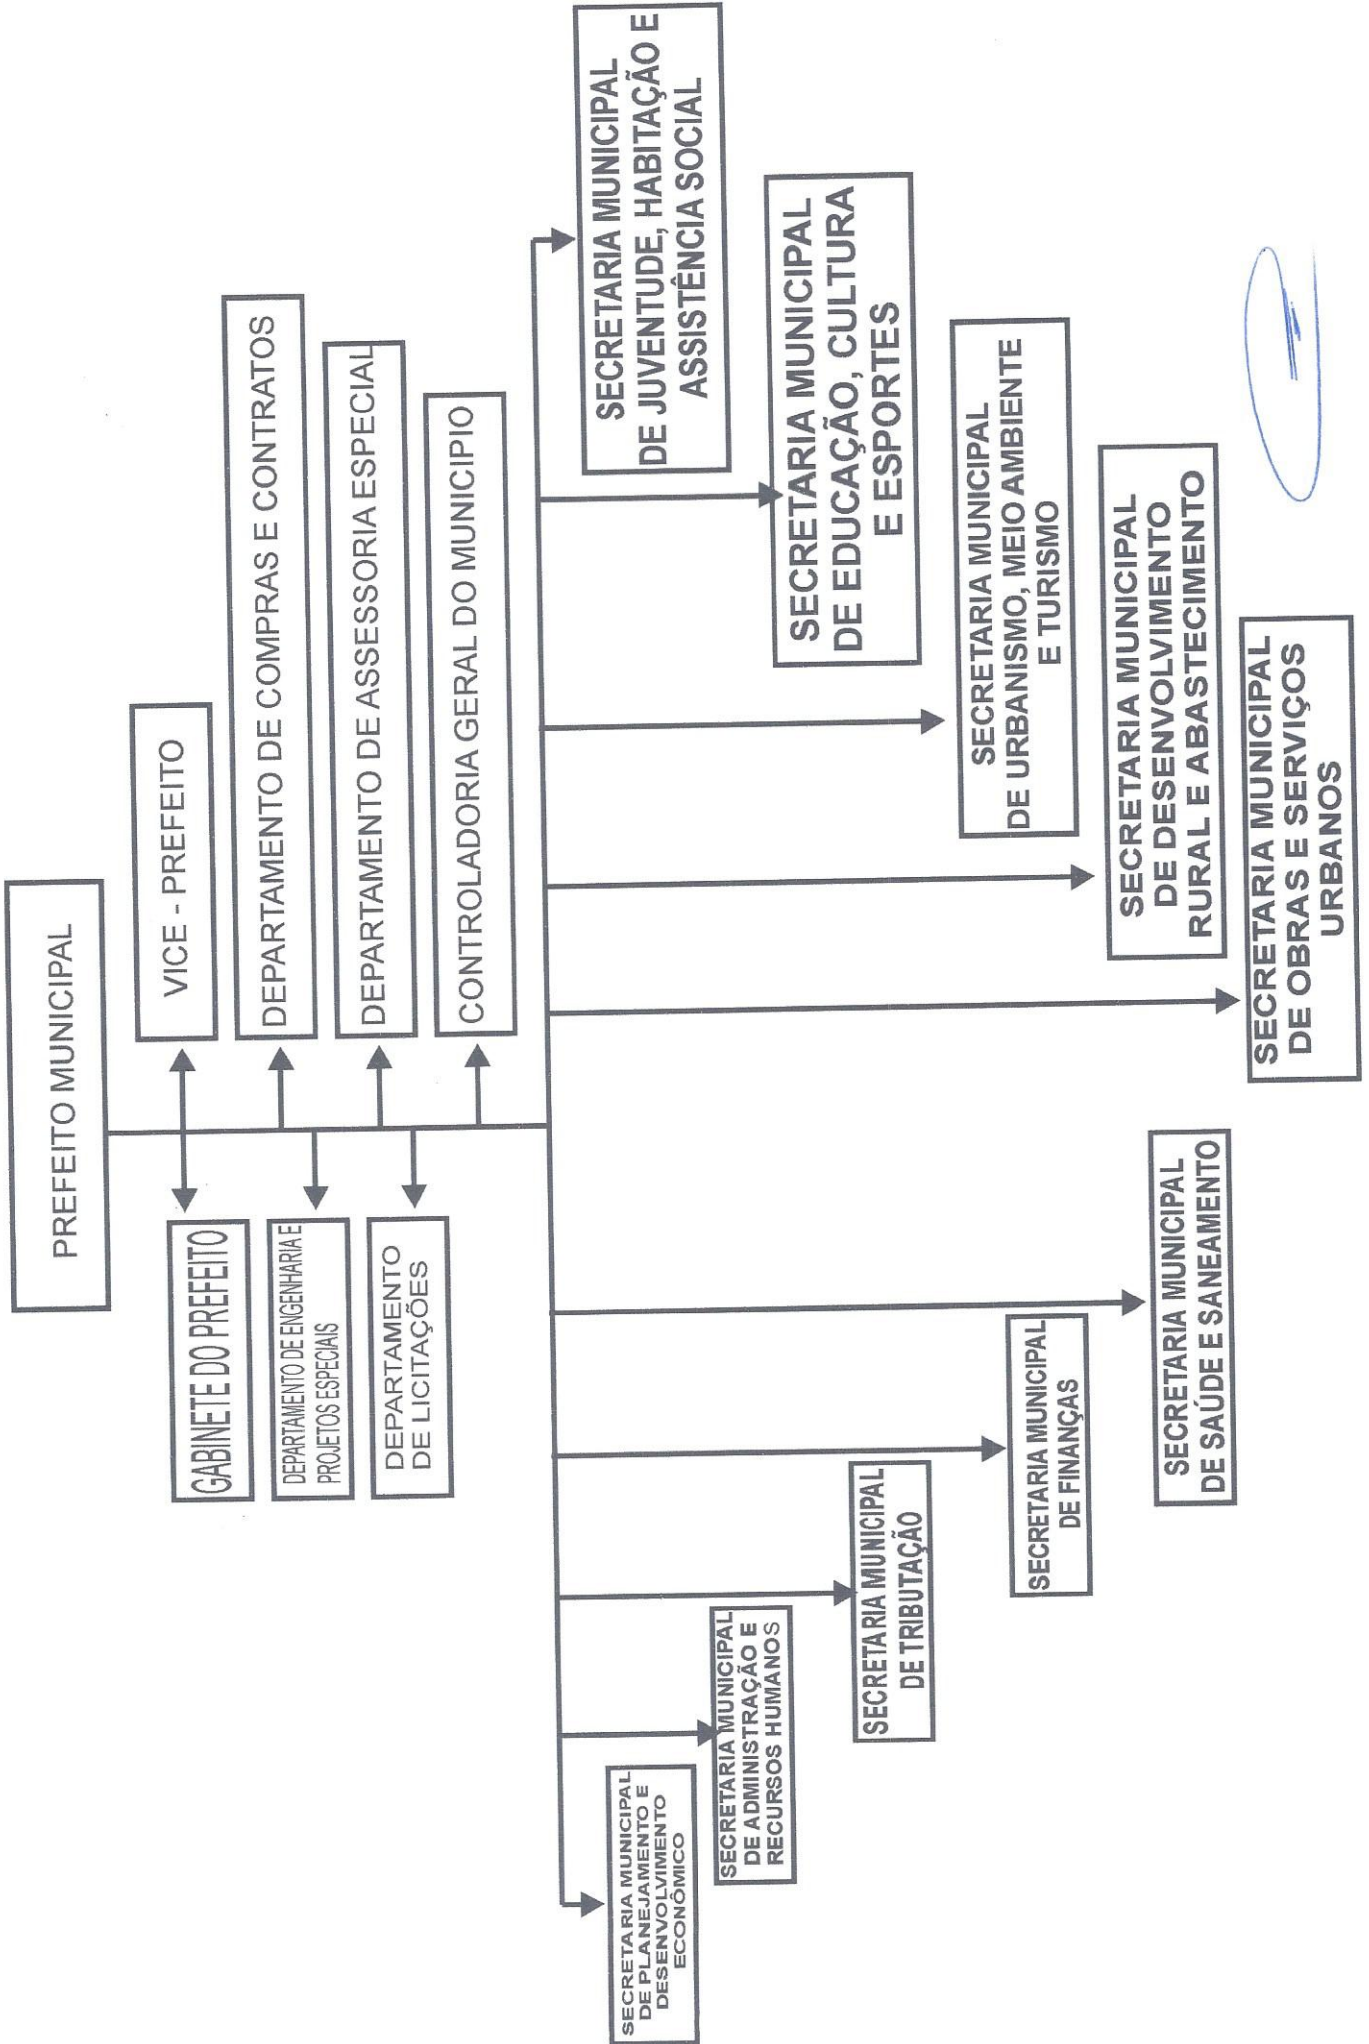 PREFEITO MUNICIPAL
GABINETE DO PREFEITO
VICE - PREFEITO
DEPARTAMENTO DE COMPRAS E CONTRATOS
DEPARTAMENTO DE ENGENHARIA E
PROJETOS ESPECIAIS
DEPARTAMENTO DE ASSESSORIA ESPECIAL
DEPARTAMENTO
DE LICITAÇÕES
CONTROLADORIA GERAL DO MUNICIPIO
SECRETARIA MUNICIPAL
DE PLANEJAMENTO E
DESENVOLVIMENTO
ECONÔMICO
SECRETARIA MUNICIPAL
DE ADMINISTRAÇÃO E
RECURSOS HUMANOS
SECRETARIA MUNICIPAL
DE TRIBUTAÇÃO
SECRETARIA MUNICIPAL
DE FINANÇAS
SECRETARIA MUNICIPAL
DE SAÚDE E SANEAMENTO
SECRETARIA MUNICIPAL
DE OBRAS E SERVIÇOS
URBANOS
SECRETARIA MUNICIPAL
DE DESENVOLVIMENTO
RURAL E ABASTECIMENTO
SECRETARIA MUNICIPAL
DE URBANISMO, MEIO AMBIENTE
E TURISMO
SECRETARIA MUNICIPAL
DE EDUCAÇÃO, CULTURA
E ESPORTES
SECRETARIA MUNICIPAL
DE JUVENTUDE, HABITAÇÃO E
ASSISTÊNCIA SOCIAL